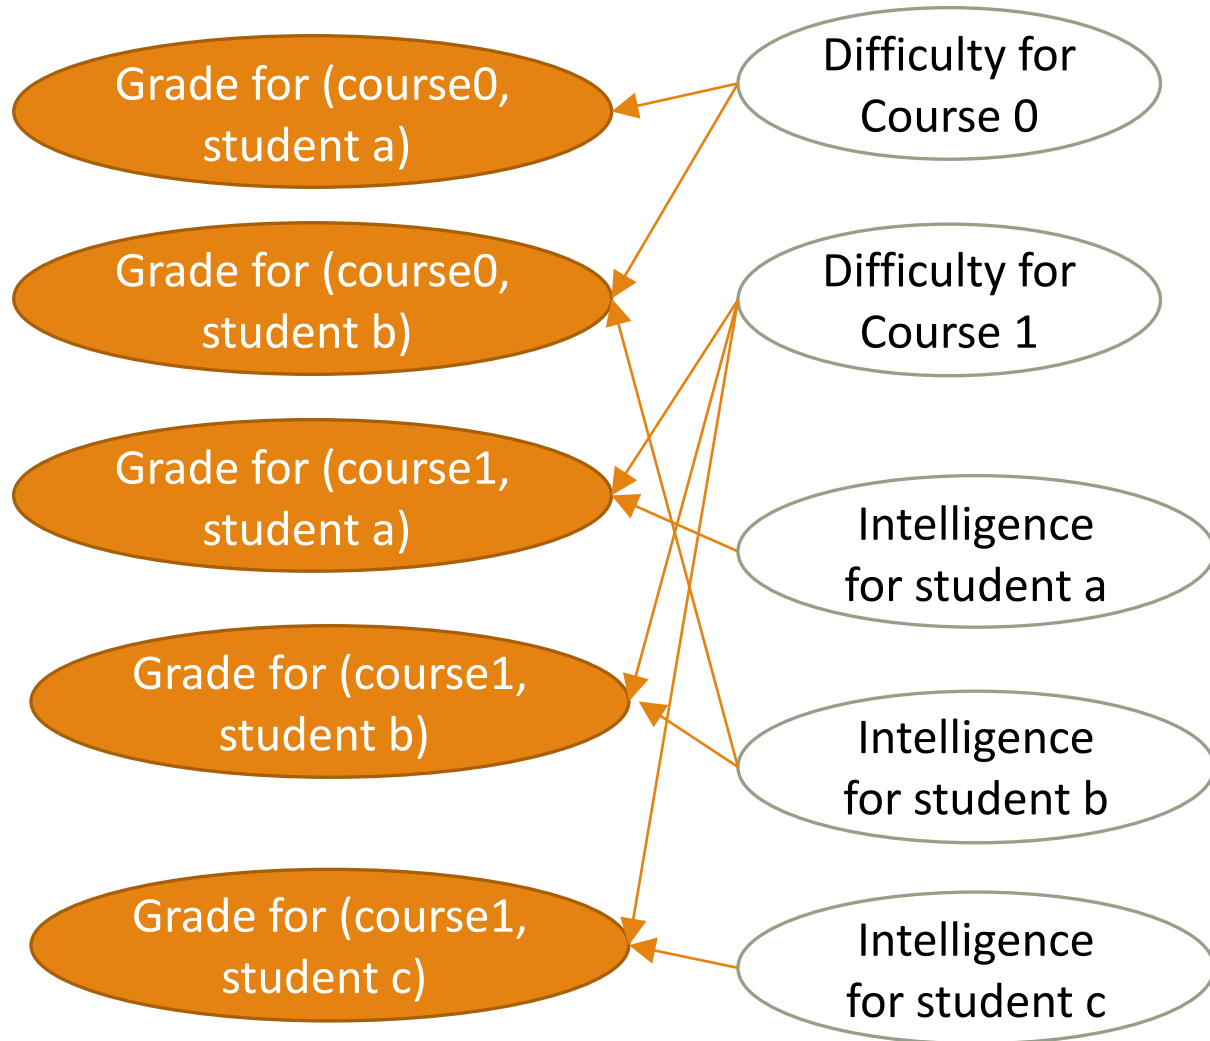 Grade for (course0,
student a)
Grade for (course0,
student b)
Grade for (course1,
student a)
Grade for (course1,
student b)
Grade for (course1,
student c)
Difficulty for
Course 0
Difficulty for
Course 1
Intelligence
for student a
Intelligence
for student b
Intelligence
for student c